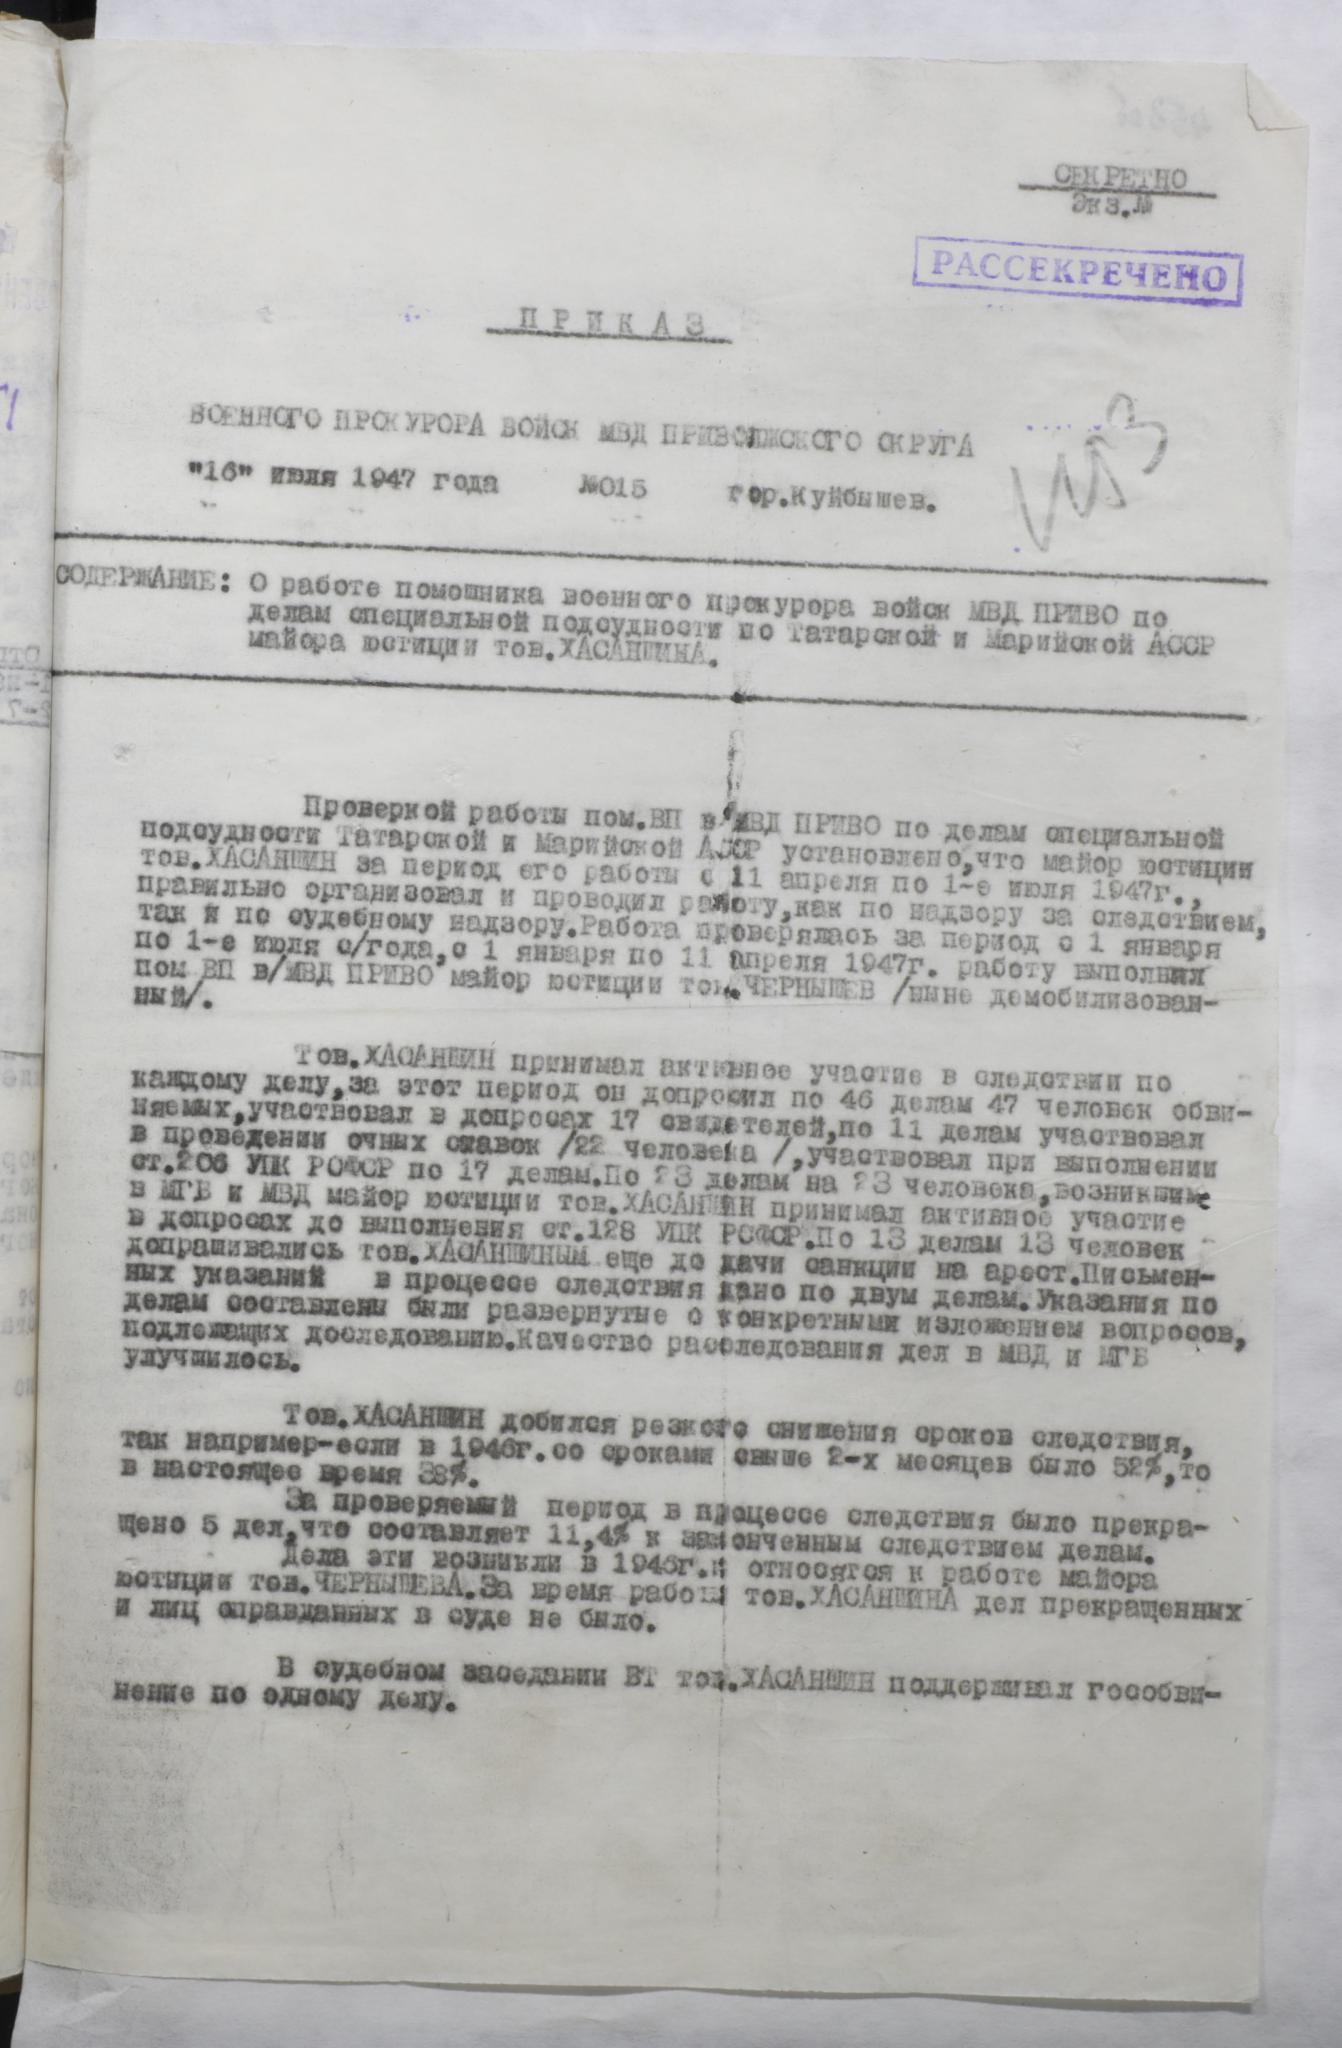 СЕКРЕТНО
Экз.№
РАССЕКРЕЧЕНО
ПРИКАЗ
ВОЕННОГО ПРОКУРОРА ВОЙСК МВД ПРИВОЛЖСКОГО ОКРУГА
"16" июля 1947 года №015 гор.Куйбышев.
СОДЕРЖАНИЕ: О работе помощника военного прокурора войск МВД ПРИВО по
делам специальной подсудности по Татарской и Марийской АССР
майора юстиции тов.ХАСАНШИНА.
Проверкой работы пом.ВП в/МВД ПРИВО по делам специальной
подсудности Татарской и Марийской АССР установлено,что майор юстиции
тов.ХАСАНШИН за период его работы с 11 апреля по 1-е июля 1947г.,
правильно организовал и проводил работу,как по надзору за следствием,
так и по судебному надзору.Работа проверялась за период с 1 января
по 1-е июля с/года,с 1 января по 11 апреля 1947г. работу выполнял
пом ВП в/МВД ПРИВО майор юстиции тов.ЧЕРНЫШЕВ /ныне демобилизован-
ный/.
Тов.ХАСАНШИН принимал активное участие в следствии по
каждому делу,за этот период он допросил по 46 делам 47 человек обви-
няемых,участвовал в допросах 17 свидетелей,по 11 делам участвовал
в проведении очных ставок /22 человека /,участвовал при выполнении
ст.206 УПК РСФСР по 17 делам.По 23 делам на 23 человека,возникшим
в МГБ и МВД майор юстиции тов.ХАСАНШИН принимал активное участие
в допросах до выполнения ст.128 УПК РСФСР.По 13 делам 13 человек
допрашивались тов.ХАСАНШИНЫМ еще до дачи санкции на арест.Письмен-
ных указаний в процессе следствия дано по двум делам.Указания по
делам составлены были развернутые с конкретными изложением вопросов,
подлежащих доследованию.Качество расследования дел в МВД и МГБ
улучшилось.
Тов.ХАСАНШИН добился резкого снижения сроков следствия,
так например-если в 1946г.со сроками свыше 2-х месяцев было 52%,то
в настоящее время 38%.
За проверяемый период в процессе следствия было прекра-
щено 5 дел,что составляет 11,4% к законченным следствием делам.
Дела эти возникли в 1946г.и относятся к работе майора
юстиции тов.ЧЕРНЫШЕВА.За время работы тов.ХАСАНШИНА дел прекращенных
и лиц оправданных в суде не было.
В судебном заседании ВТ тов.ХАСАНШИН поддерживал гособви-
нение по одному делу.